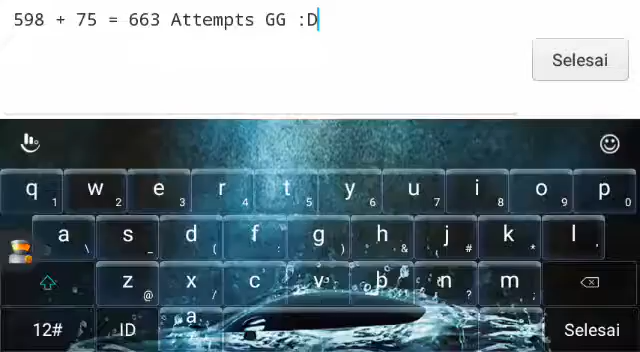 598 + 75 = 663 Attempts GG :D
Selesai
q 1 w 2 e 3 r 4 t 5 y 6 u 7 i 8 o 9 p 0
a \ s _ d ( f : g ) h & j # k * l '
z @ x / c v b n ? m ;
12# ID a Selesai